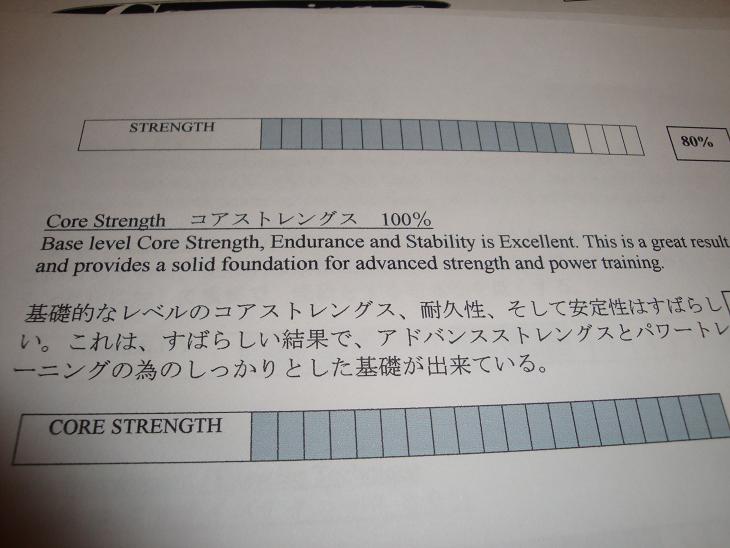 STRENGTH
80%
Core Strength コアストレングス 100%
Base level Core Strength, Endurance and Stability is Excellent. This is a great result
and provides a solid foundation for advanced strength and power training.
基礎的なレベルのコアストレングス、耐久性、そして安定性はすばらし
い。これは、すばらしい結果で、アドバンスストレングスとパワートレ
ーニングの為のしっかりとした基礎が出来ている。
CORE STRENGTH